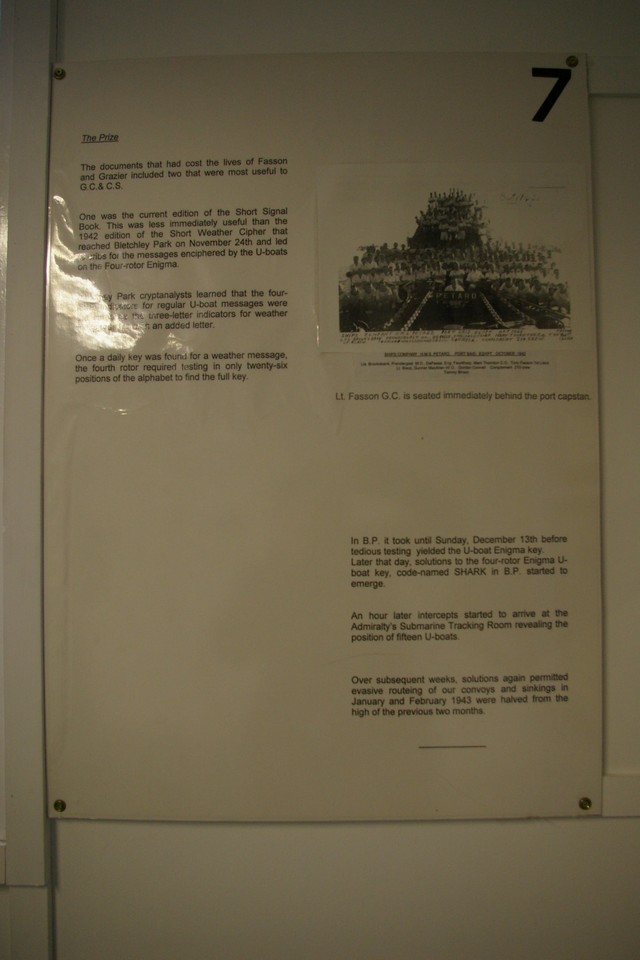 7
The Prize
The documents that had cost the lives of Fasson
and Grazier included two that were most useful to
G.C.& C.S.
One was the current edition of the Short Signal
Book. This was less immediately useful than the
1942 edition of the Short Weather Cipher that
reached Bletchley Park on November 24th and led
for the messages enciphered by the U-boats
on the Four-rotor Enigma.
Park cryptanalysts learned that the four-
for regular U-boat messages were
the three-letter indicators for weather
an added letter.
Once a daily key was found for a weather message,
the fourth rotor required testing in only twenty-six
positions of the alphabet to find the full key.
PETARD
SHIPS COMPANY H.M.S. PETARD. PORT SAID, EGYPT OCTOBER 1942
Lt. Fasson G.C. is seated immediately behind the port capstan.
In B.P. it took until Sunday, December 13th before
tedious testing yielded the U-boat Enigma key.
Later that day, solutions to the four-rotor Enigma U-
boat key, code-named SHARK in B.P. started to
emerge.
An hour later intercepts started to arrive at the
Admiralty's Submarine Tracking Room revealing the
position of fifteen U-boats.
Over subsequent weeks, solutions again permitted
evasive routeing of our convoys and sinkings in
January and February 1943 were halved from the
high of the previous two months.